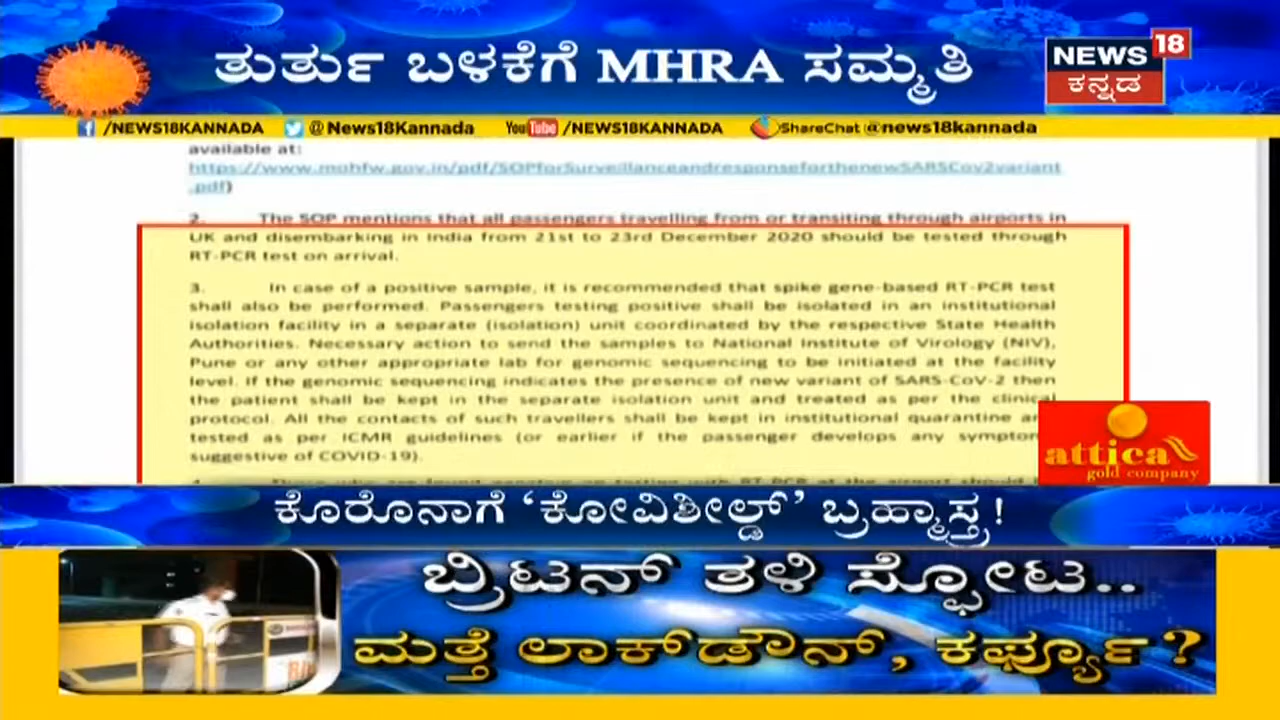 ತುರ್ತು ಬಳಕೆಗೆ MHRA ಸಮ್ಮತಿ
NEWS 18
ಕನ್ನಡ
/NEWS18KANNADA @News18Kannada YouTube /NEWS18KANNADA ShareChat @news18kannada
available at:
https://www.mohfw.gov.in/pdf/SOPforSurveillanceandresponseforthenewSARSCov2variant
.pdf)
2. The SOP mentions that all passengers travelling from or transiting through airports in
UK and disembarking in India from 21st to 23rd December 2020 should be tested through
RT-PCR test on arrival.
3. In case of a positive sample, it is recommended that spike gene-based RT-PCR test
shall also be performed. Passengers testing positive shall be isolated in an institutional
isolation facility in a separate (isolation) unit coordinated by the respective State Health
Authorities. Necessary action to send the samples to National Institute of Virology (NIV),
Pune or any other appropriate lab for genomic sequencing to be initiated at the facility
level. If the genomic sequencing indicates the presence of new variant of SARS-CoV-2 then
the patient shall be kept in the separate isolation unit and treated as per the clinical
protocol. All the contacts of such travellers shall be kept in institutional quarantine
tested as per ICMR guidelines (or earlier if the passenger develops any
suggestive of COVID-19).
attica
gold company
ಕೊರೊನಾಗೆ ‘ಕೋವಿಶೀಲ್ಡ್’ ಬ್ರಹ್ಮಾಸ್ತ್ರ!
ಬ್ರಿಟನ್ ತಳಿ ಸ್ಫೋಟ..
ಮತ್ತೆ ಲಾಕ್‌ಡೌನ್, ಕರ್ಫ್ಯೂ?